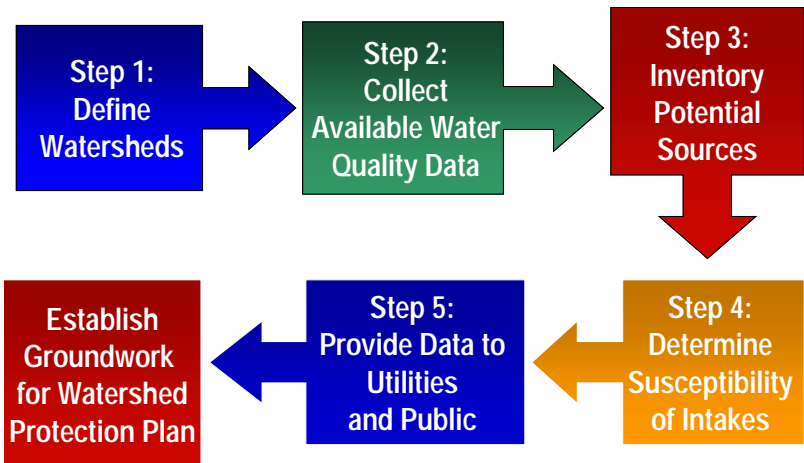 Step 1:
Define
Watersheds
Step 2:
Collect
Available Water
Quality Data
Step 3:
Inventory
Potential
Sources
Step 4:
Determine
Susceptibility
of Intakes
Step 5:
Provide Data to
Utilities
and Public
Establish
Groundwork
for Watershed
Protection Plan